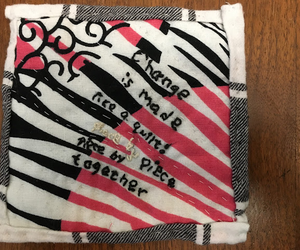 Change
is made
like a quilt:
piece by piece
together